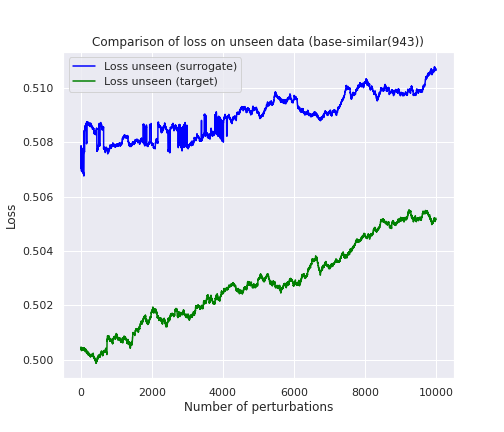 Comparison of loss on unseen data (base-similar(943))
Loss unseen (surrogate)
Loss unseen (target)
0.510
0.508
0.506
0.504
0.502
0.500
Loss
0 2000 4000 6000 8000 10000
Number of perturbations